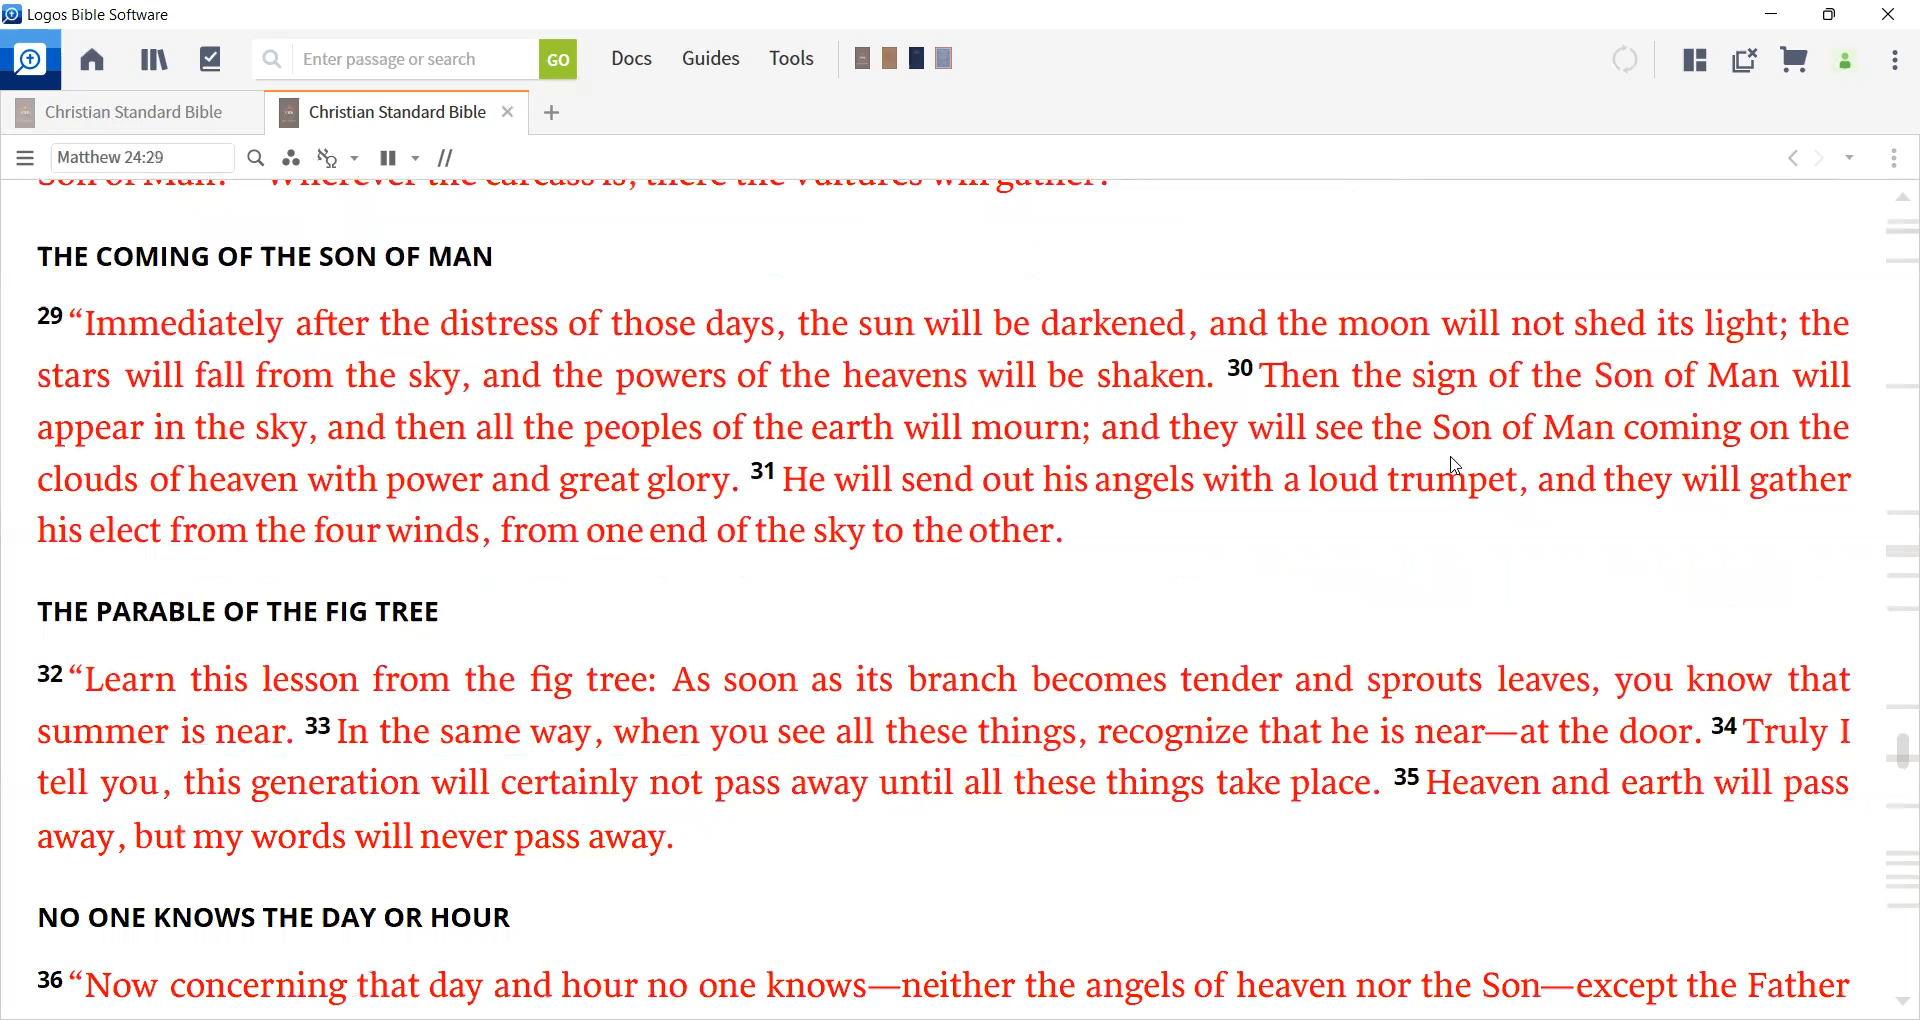 Logos Bible Software
Enter passage or search
GO
Docs Guides Tools
Christian Standard Bible
Christian Standard Bible
Matthew 24:29
Son of Man. Wherever the carcass is, there the vultures will gather.
THE COMING OF THE SON OF MAN
29 “Immediately after the distress of those days, the sun will be darkened, and the moon will not shed its light; the
stars will fall from the sky, and the powers of the heavens will be shaken. 30 Then the sign of the Son of Man will
appear in the sky, and then all the peoples of the earth will mourn; and they will see the Son of Man coming on the
clouds of heaven with power and great glory. 31 He will send out his angels with a loud trumpet, and they will gather
his elect from the four winds, from one end of the sky to the other.
THE PARABLE OF THE FIG TREE
32 “Learn this lesson from the fig tree: As soon as its branch becomes tender and sprouts leaves, you know that
summer is near. 33 In the same way, when you see all these things, recognize that he is near—at the door. 34 Truly I
tell you, this generation will certainly not pass away until all these things take place. 35 Heaven and earth will pass
away, but my words will never pass away.
NO ONE KNOWS THE DAY OR HOUR
36 “Now concerning that day and hour no one knows—neither the angels of heaven nor the Son—except the Father